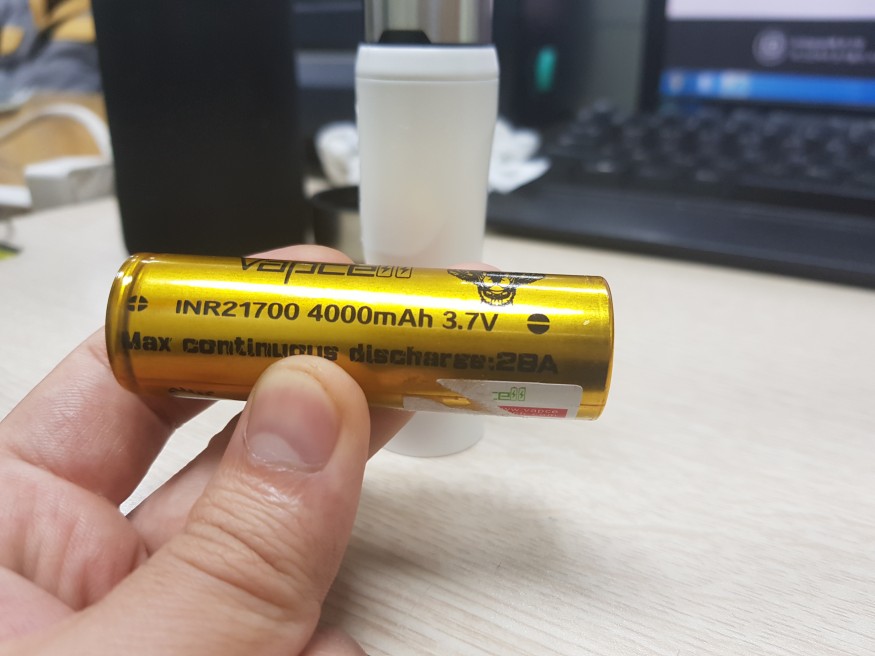 Vapcell
INR21700 4000mAh 3.7V
Max continuous discharge:28A